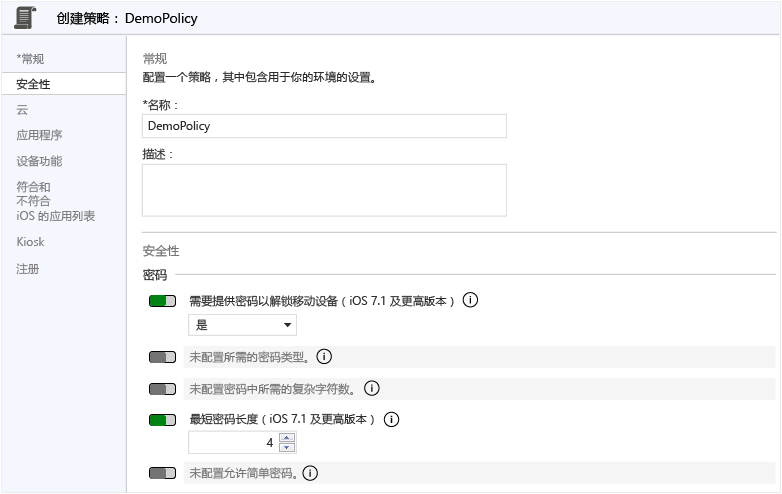 创建策略：DemoPolicy
*常规
安全性
云
应用程序
设备功能
符合和
不符合
iOS 的应用列表
Kiosk
注册
常规
配置一个策略，其中包含用于你的环境的设置。
*名称：
DemoPolicy
描述：
安全性
密码
需要提供密码以解锁移动设备（iOS 7.1 及更高版本）
是
未配置所需的密码类型。
未配置密码中所需的复杂字符数。
最短密码长度（iOS 7.1 及更高版本）
4
未配置允许简单密码。